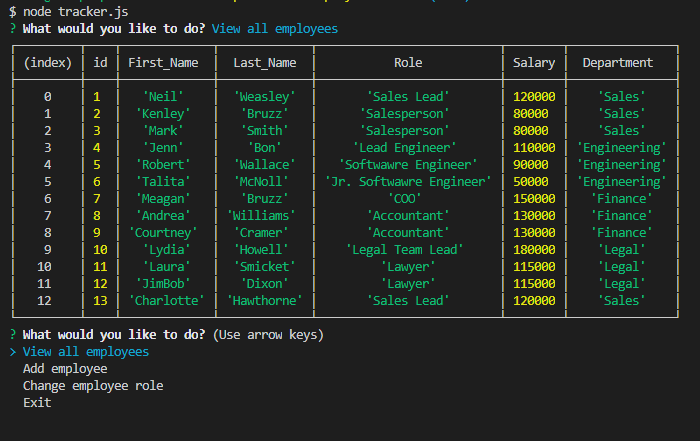 $ node tracker.js
? What would you like to do? View all employees
(index) id First_Name Last_Name Role Salary Department
0 1 'Neil' 'Weasley' 'Sales Lead' 120000 'Sales'
1 2 'Kenley' 'Bruzz' 'Salesperson' 80000 'Sales'
2 3 'Mark' 'Smith' 'Salesperson' 80000 'Sales'
3 4 'Jenn' 'Bon' 'Lead Engineer' 110000 'Engineering'
4 5 'Robert' 'Wallace' 'Softwawre Engineer' 90000 'Engineering'
5 6 'Talita' 'McNoll' 'Jr. Softwawre Engineer' 50000 'Engineering'
6 7 'Meagan' 'Bruzz' 'COO' 150000 'Finance'
7 8 'Andrea' 'Williams' 'Accountant' 130000 'Finance'
8 9 'Courtney' 'Cramer' 'Accountant' 130000 'Finance'
9 10 'Lydia' 'Howell' 'Legal Team Lead' 180000 'Legal'
10 11 'Laura' 'Smicket' 'Lawyer' 115000 'Legal'
11 12 'JimBob' 'Dixon' 'Lawyer' 115000 'Legal'
12 13 'Charlotte' 'Hawthorne' 'Sales Lead' 120000 'Sales'
? What would you like to do? (Use arrow keys)
> View all employees
Add employee
Change employee role
Exit